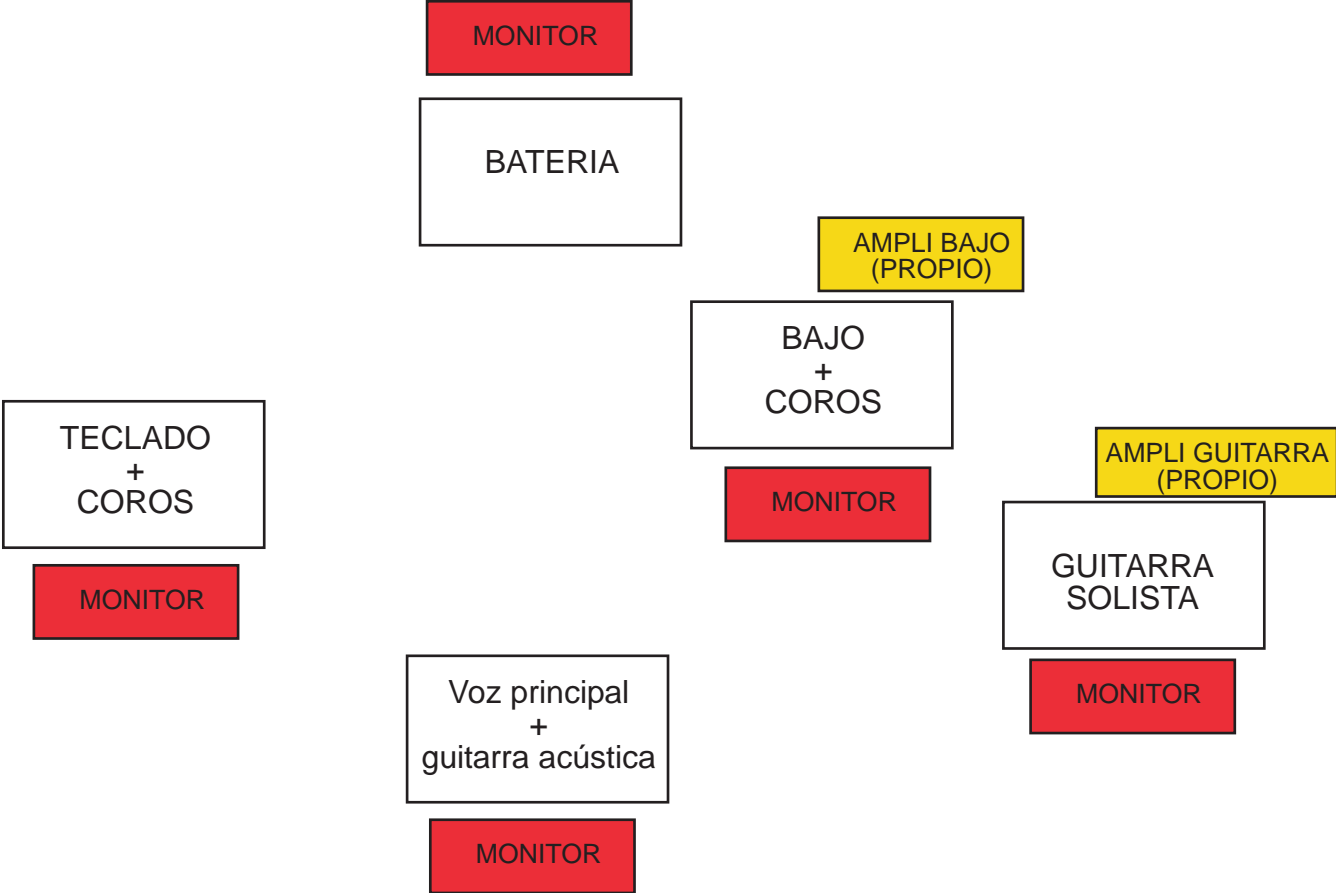 MONITOR
BATERIA
AMPLI BAJO
(PROPIO)
BAJO
+
COROS
MONITOR
TECLADO
+
COROS
MONITOR
AMPLI GUITARRA
(PROPIO)
GUITARRA
SOLISTA
MONITOR
Voz principal
+
guitarra acústica
MONITOR